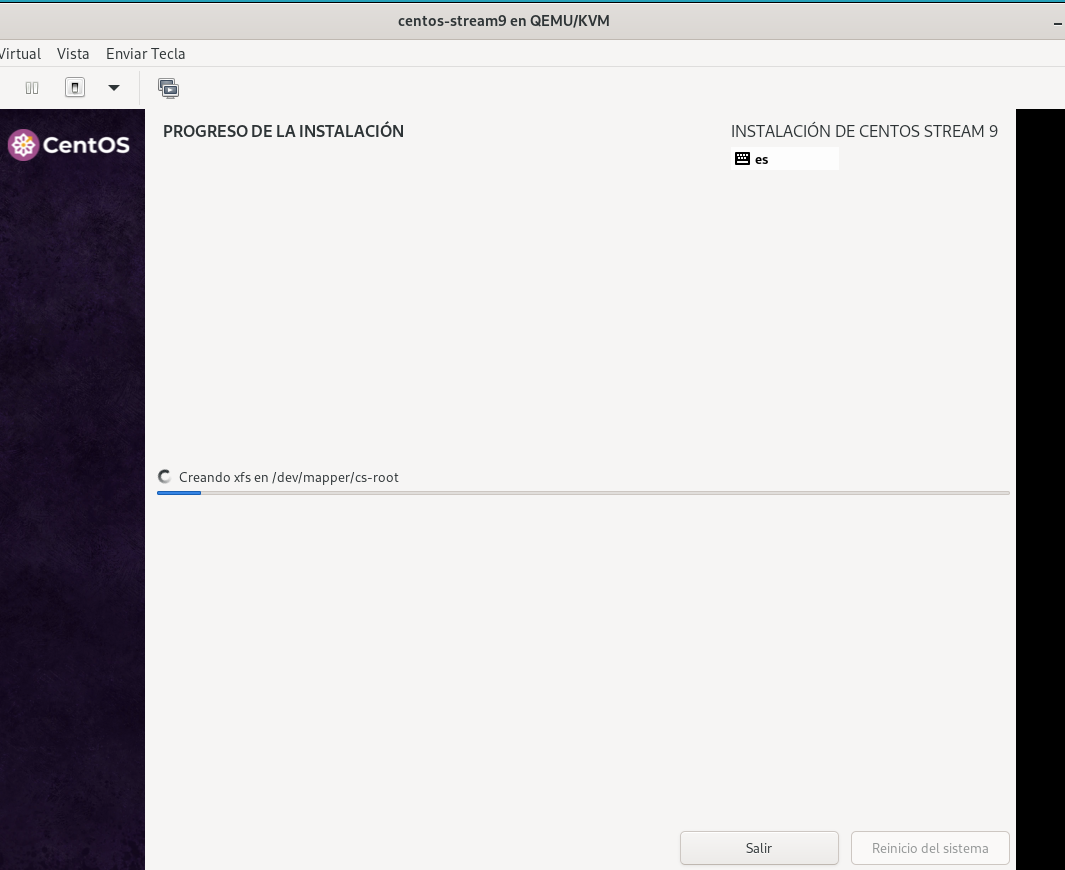 centos-stream9 en QEMU/KVM
Virtual Vista Enviar Tecla
CentOS
PROGRESO DE LA INSTALACIÓN
INSTALACIÓN DE CENTOS STREAM 9
es
Creando xfs en /dev/mapper/cs-root
Salir
Reinicio del sistema